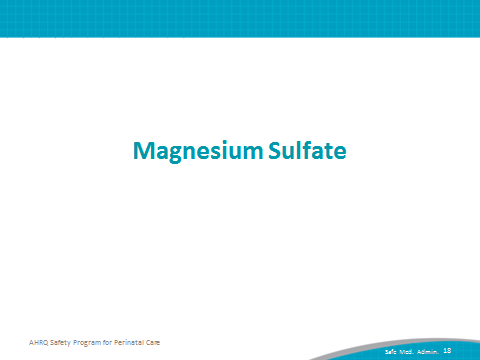 Magnesium Sulfate
AHRQ Safety Program for Perinatal Care
Safe Med. Admin. 18